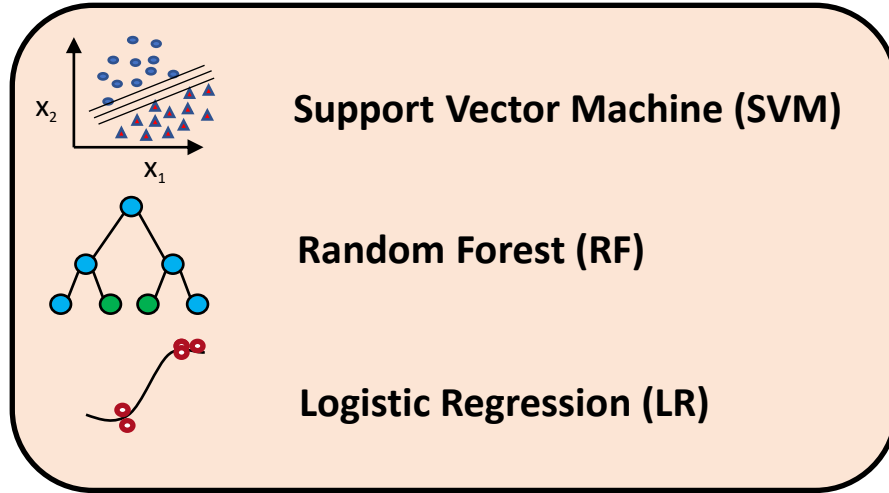 X2
X1
Support Vector Machine (SVM)
Random Forest (RF)
Logistic Regression (LR)